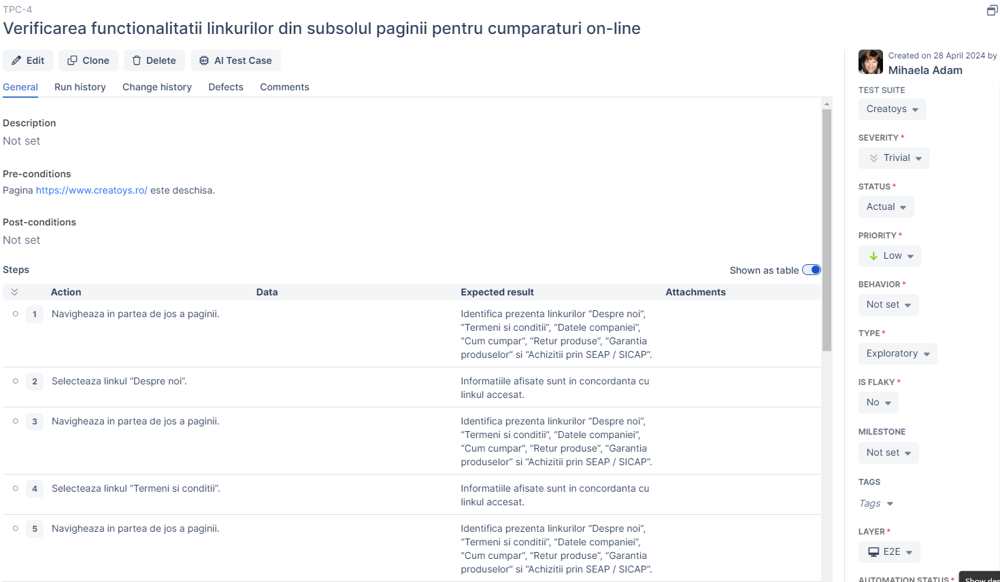 TPC-4
Verificarea functionalitatii linkurilor din subsolul paginii pentru cumparaturi on-line
Edit
Clone
Delete
AI Test Case
General
Run history
Change history
Defects
Comments
Description
Not set
Pre-conditions
Pagina https://www.creatoys.ro/ este deschisa.
Post-conditions
Not set
Steps
Shown as table
Action
Data
Expected result
Attachments
1
Navigheaza in partea de jos a paginii.
Identifica prezenta linkurilor “Despre noi”,
“Termeni si conditii”, “Datele companiei”,
“Cum cumpar“, “Retur produse“, “Garantia
produselor“ si “Achizitii prin SEAP / SICAP“.
2
Selecteaza linkul “Despre noi”.
Informatiile afisate sunt in concordanta cu
linkul accesat.
3
Navigheaza in partea de jos a paginii.
Identifica prezenta linkurilor “Despre noi”,
“Termeni si conditii”, “Datele companiei”,
“Cum cumpar“, “Retur produse“, “Garantia
produselor“ si “Achizitii prin SEAP / SICAP“.
4
Selecteaza linkul “Termeni si conditii”.
Informatiile afisate sunt in concordanta cu
linkul accesat.
5
Navigheaza in partea de jos a paginii.
Identifica prezenta linkurilor “Despre noi”,
“Termeni si conditii”, “Datele companiei”,
“Cum cumpar“, “Retur produse“, “Garantia
produselor“ si “Achizitii prin SEAP / SICAP“.
Created on 28 April 2024 by
Mihaela Adam
TEST SUITE
Creatoys
SEVERITY*
Trivial
STATUS*
Actual
PRIORITY*
Low
BEHAVIOR*
Not set
TYPE*
Exploratory
IS FLAKY*
No
MILESTONE
Not set
TAGS
Tags
LAYER*
E2E
AUTOMATION STATUS*
Show des